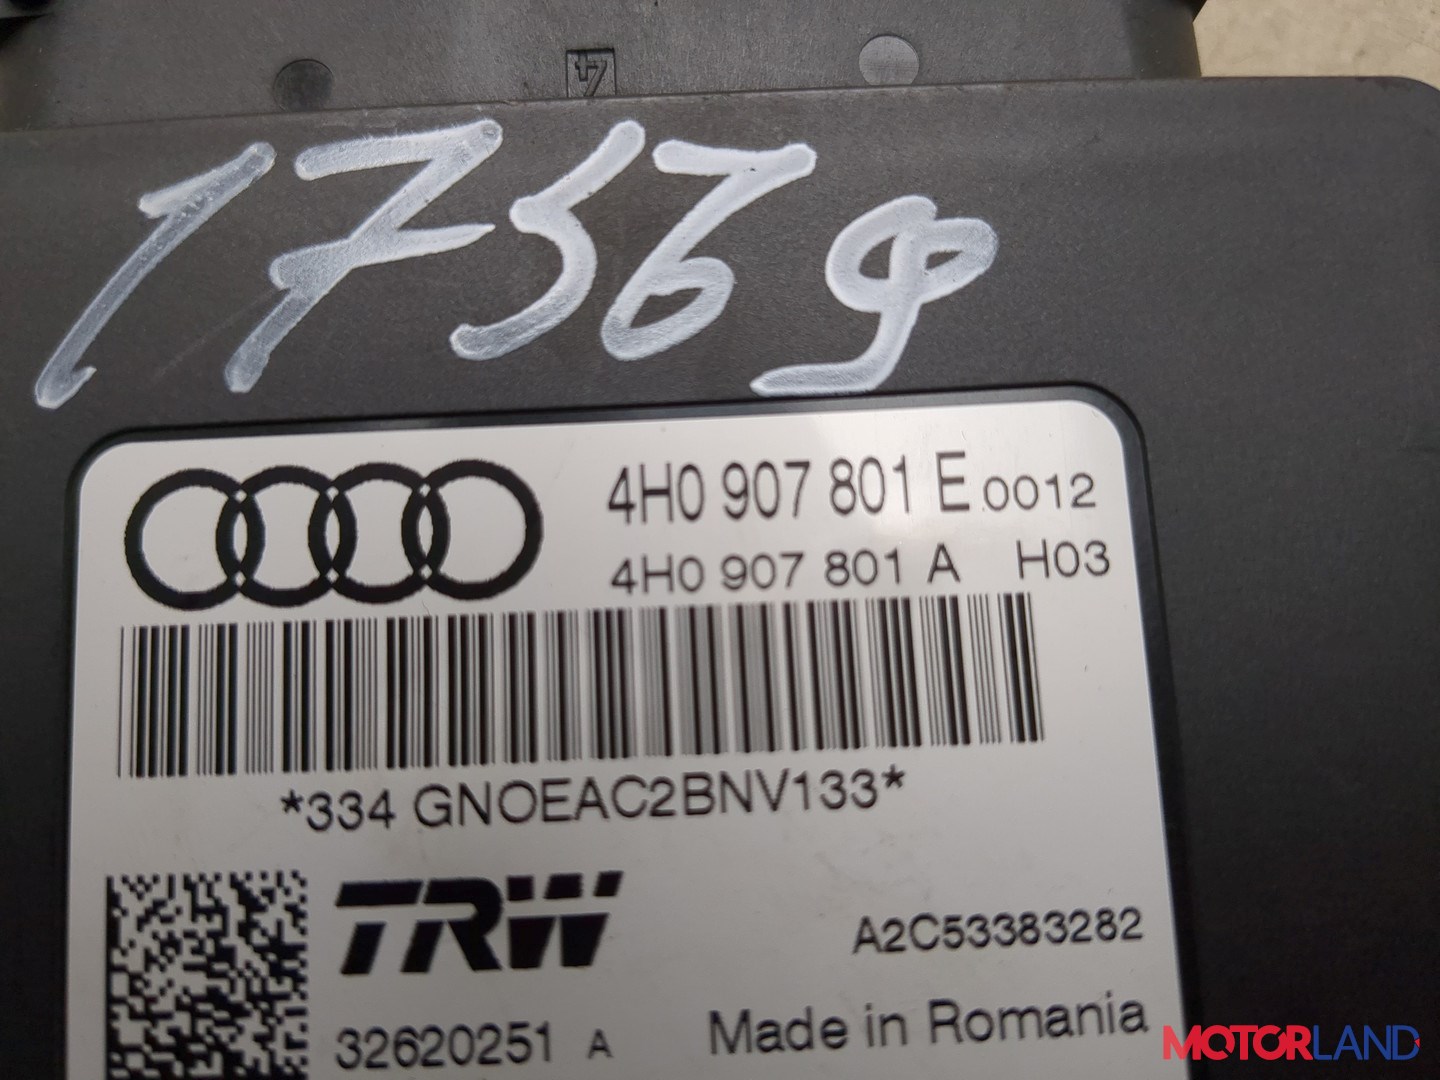 17569
4H0 907 801 E 0012
4H0 907 801 A H03
*334 GNOEAC2BNV133*
TRW
A2C53383282
32620251 A
Made in Romania
MOTORLAND